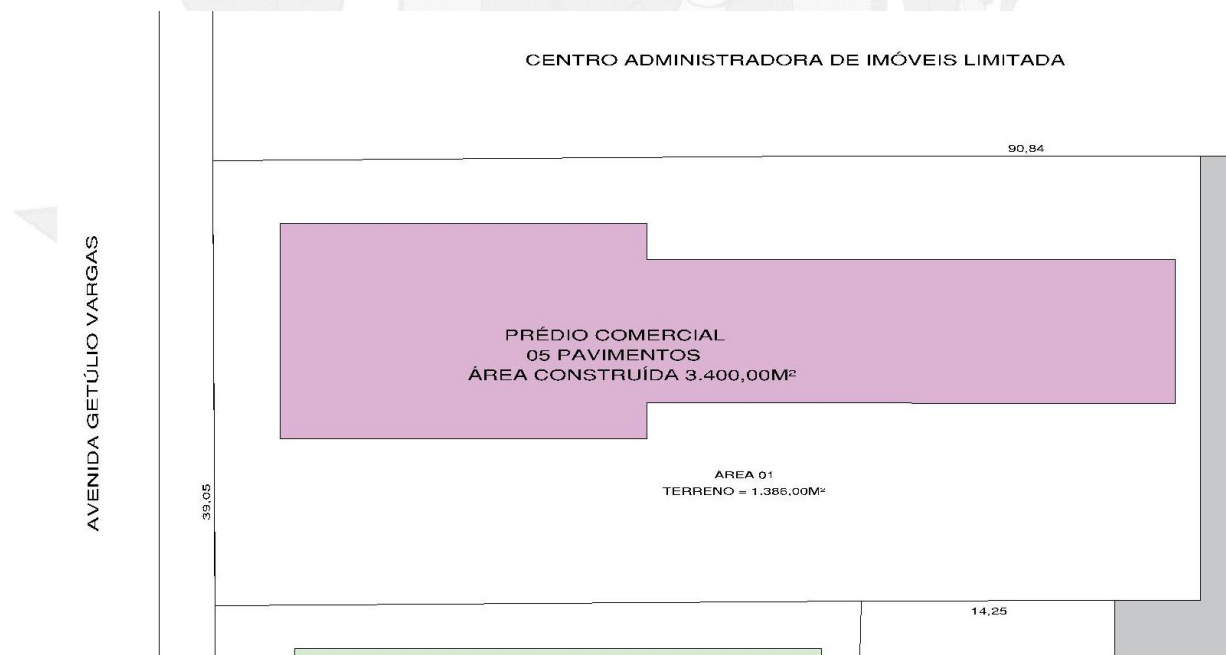 CENTRO ADMINISTRADORA DE IMÓVEIS LIMITADA
90,84
AVENIDA GETÚLIO VARGAS
PRÉDIO COMERCIAL
05 PAVIMENTOS
ÁREA CONSTRUÍDA 3.400,00M²
AREA 01
TERRENO = 1.386,00M²
39,05
14,25